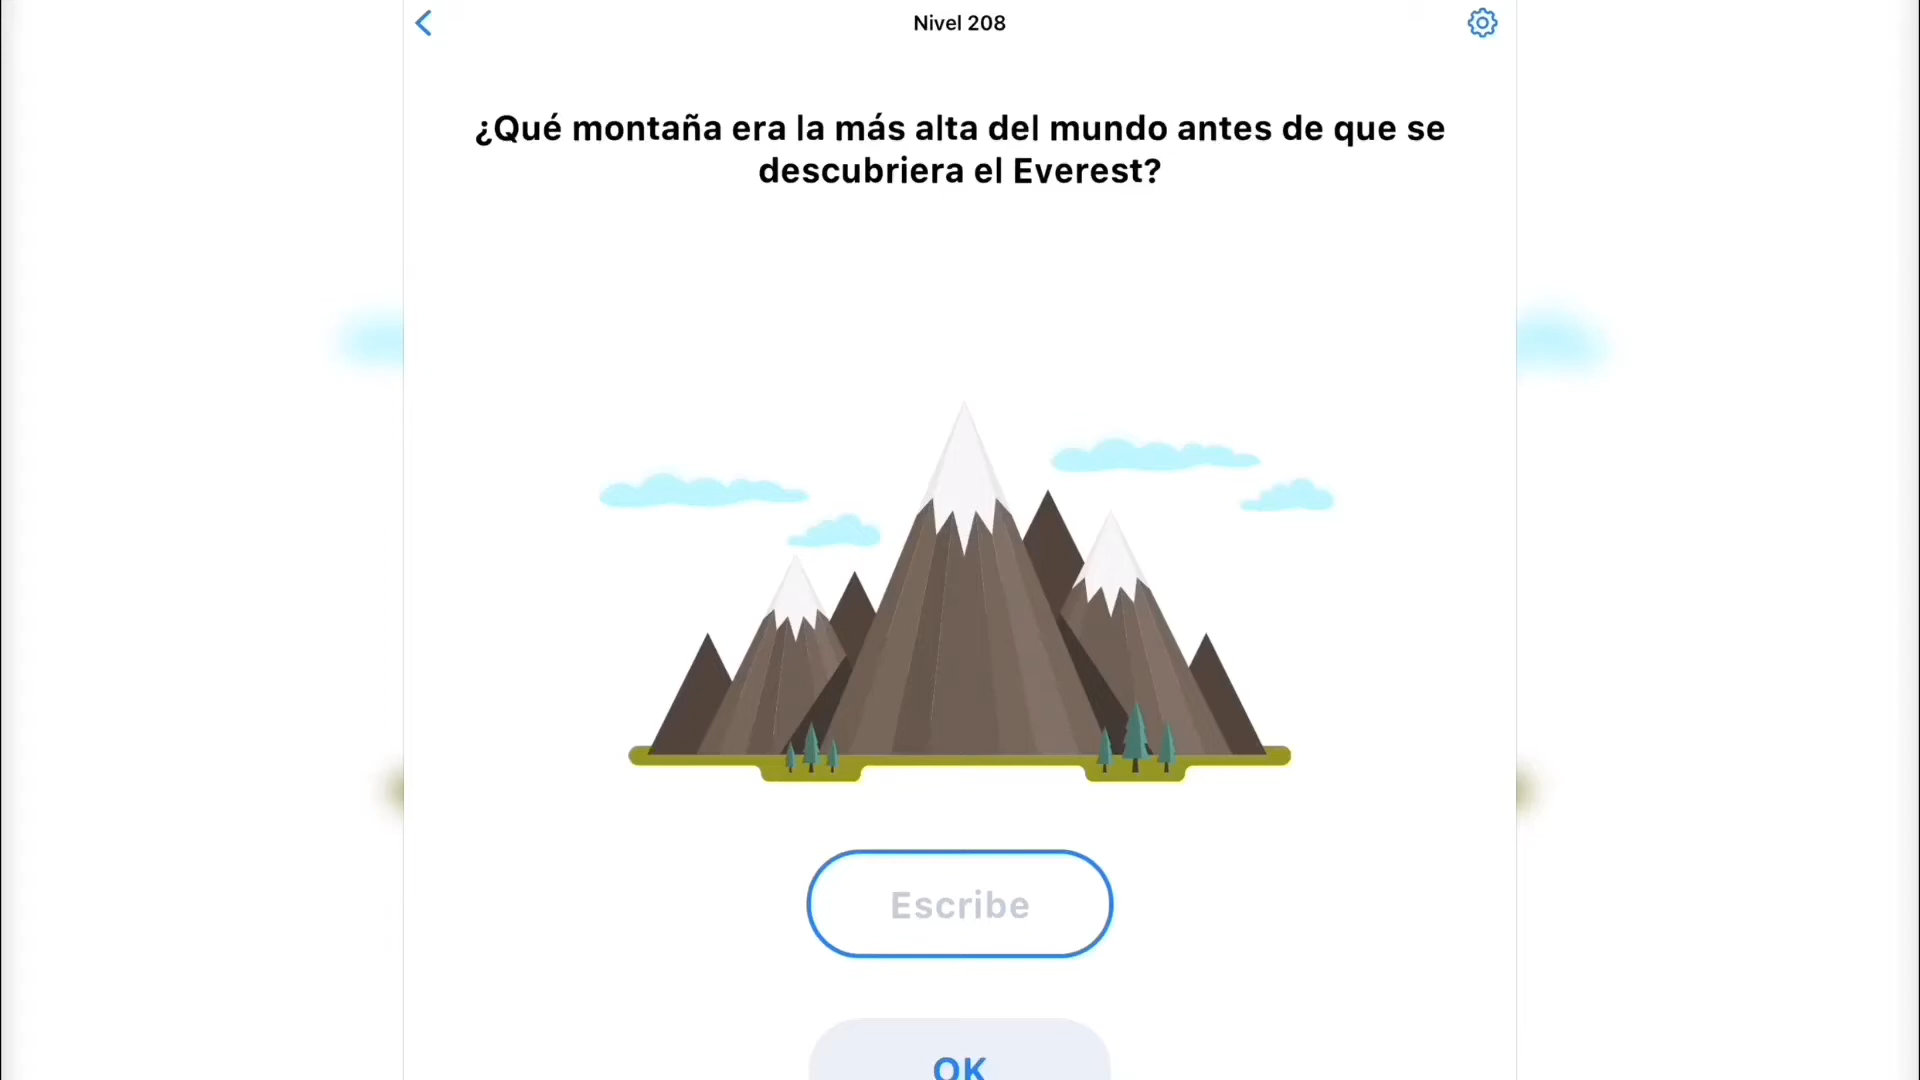 Nivel 208
¿Qué montaña era la más alta del mundo antes de que se
descubriera el Everest?
Escribe
OK